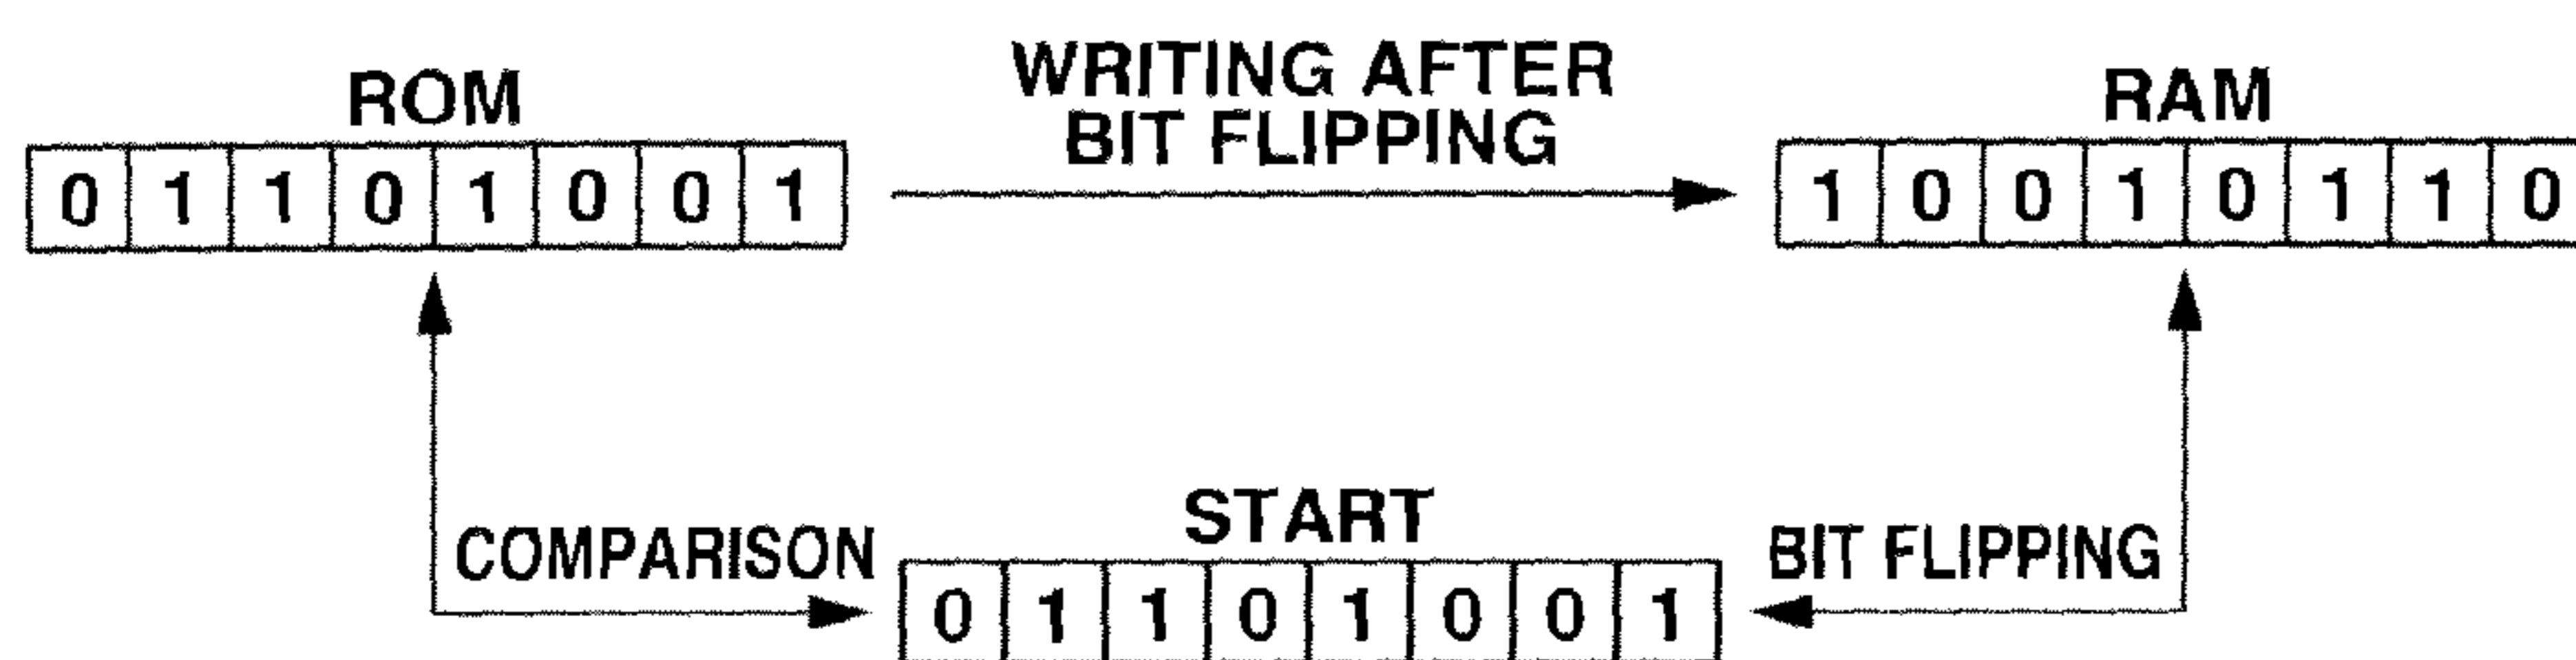 ROM
WRITING AFTER
BIT FLIPPING
RAM
0 1 1 0 1 0 0 1
1 0 0 1 0 1 1 0
COMPARISON
START
BIT FLIPPING
0 1 1 0 1 0 0 1